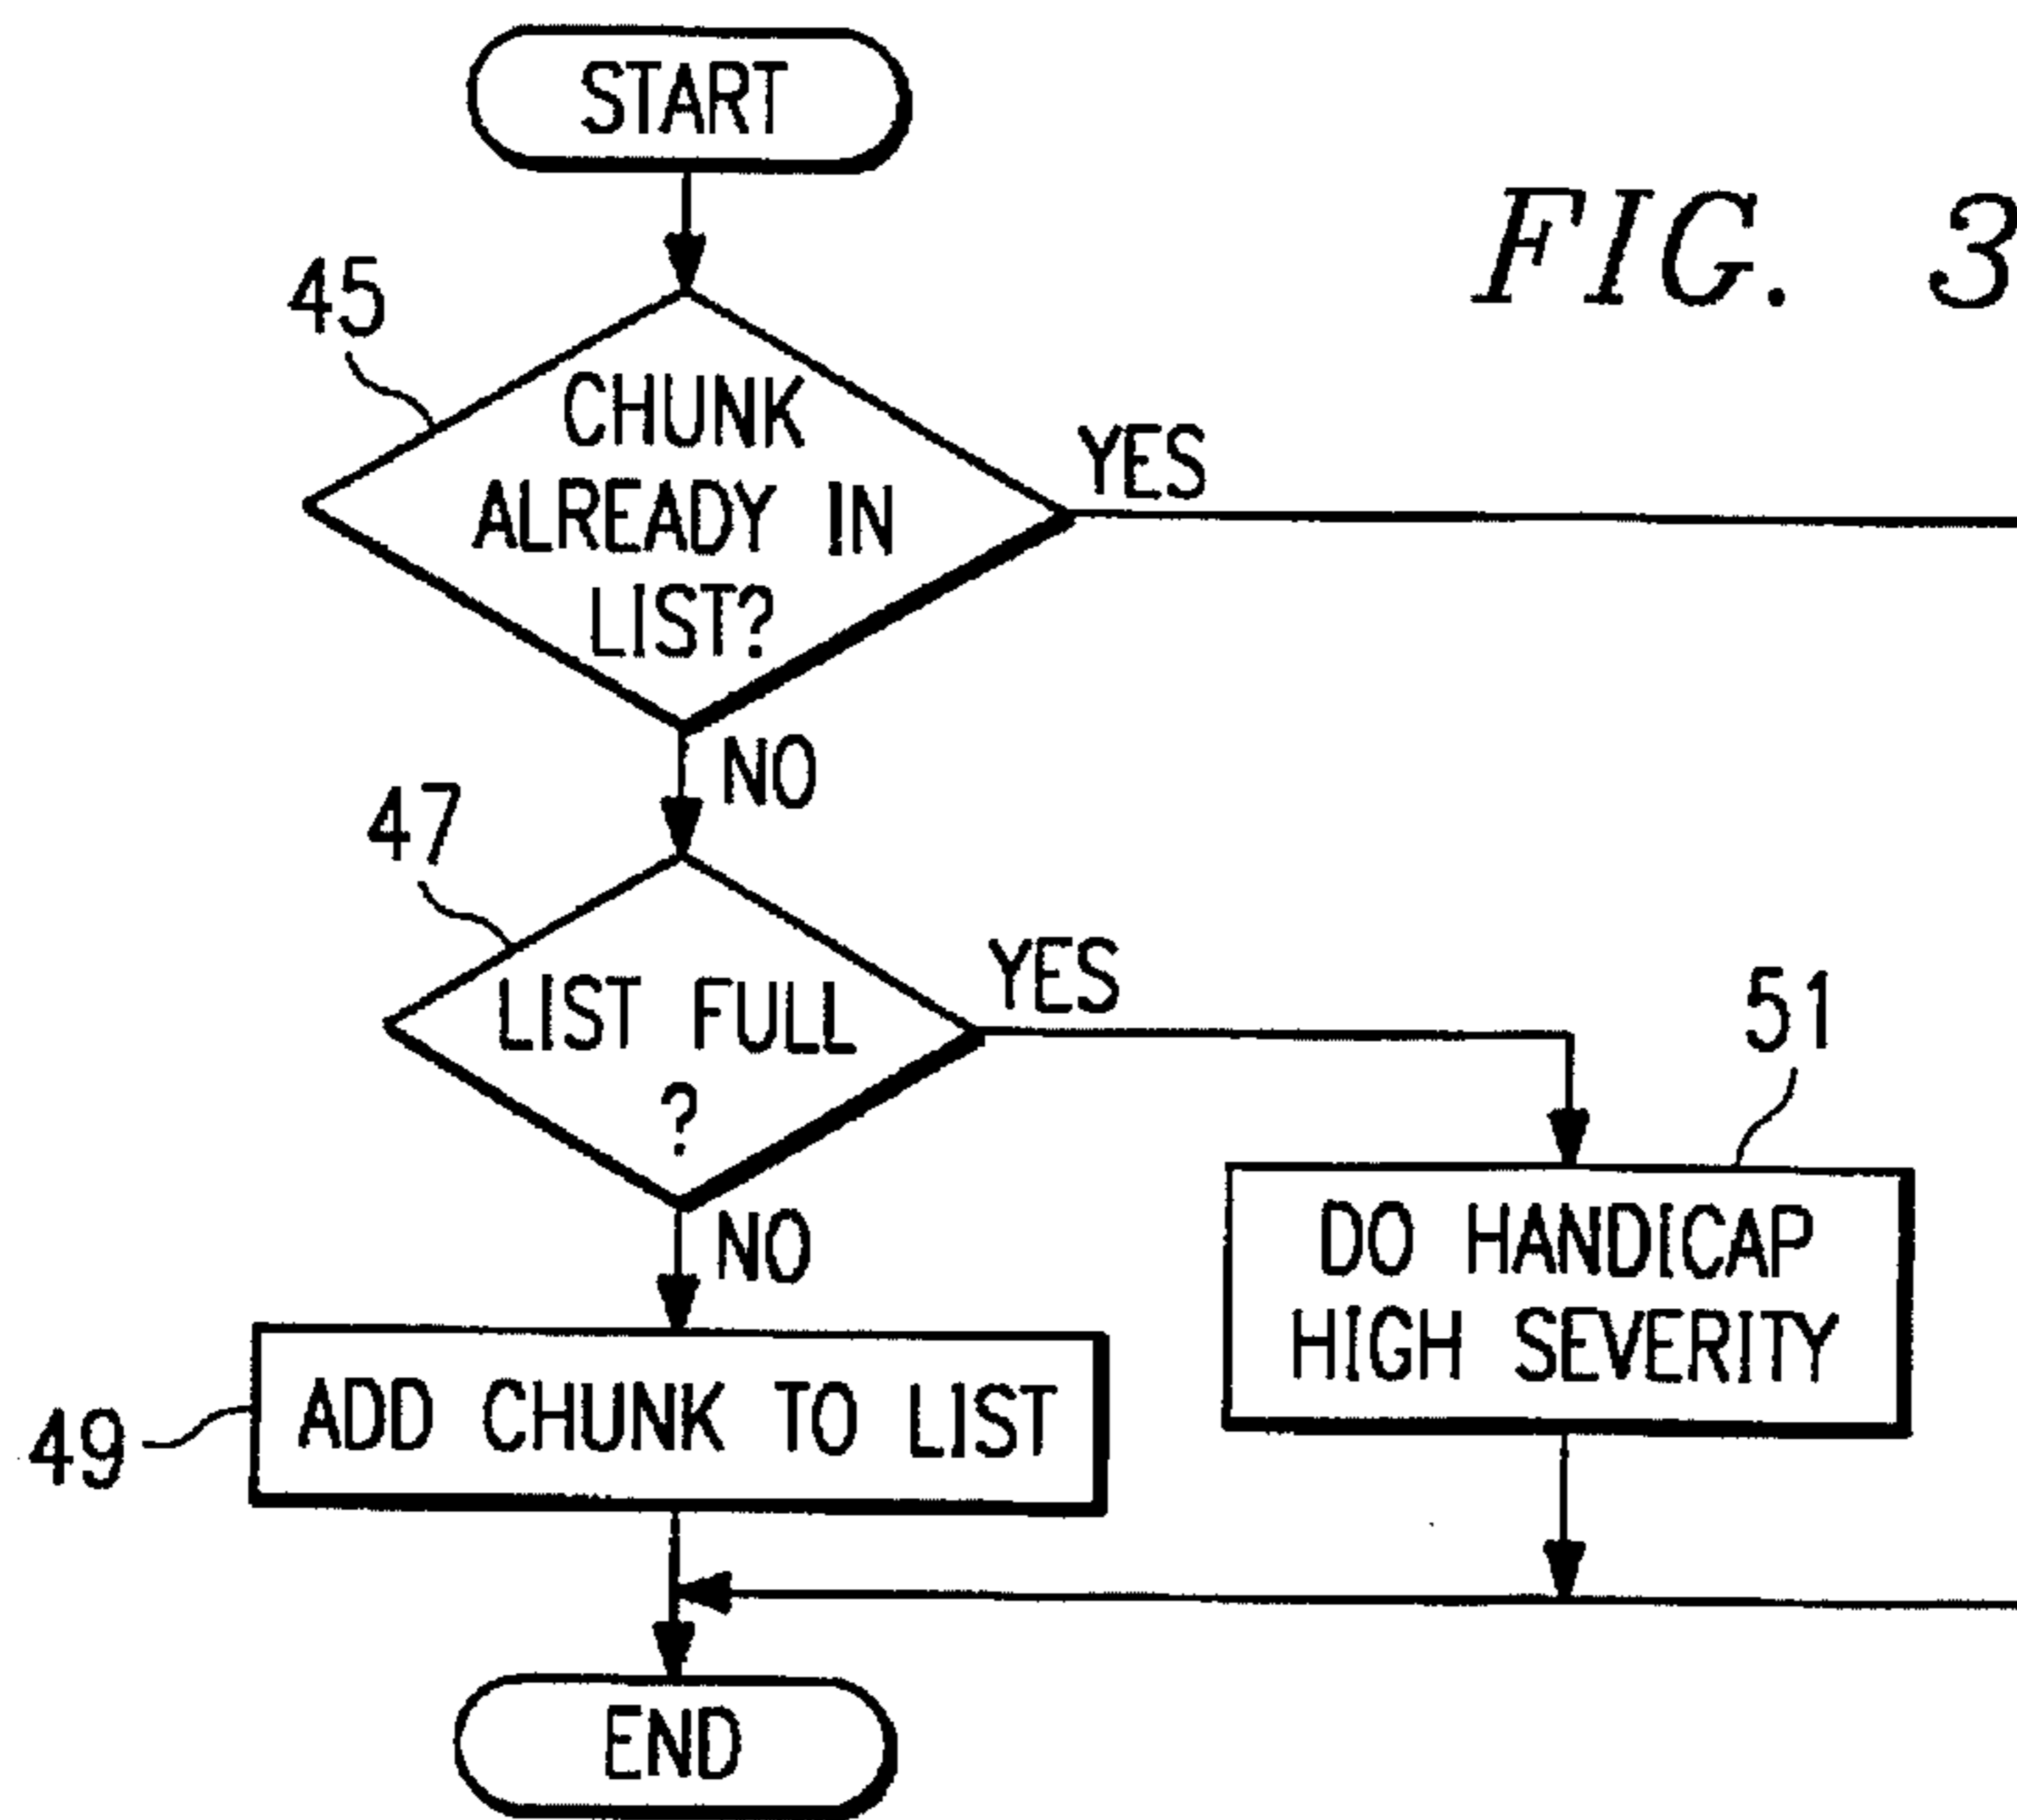 START
FIG. 3
45
CHUNK
ALREADY IN
LIST?
YES
NO
47
LIST FULL
?
YES
NO
51
DO HANDICAP
HIGH SEVERITY
49
ADD CHUNK TO LIST
END